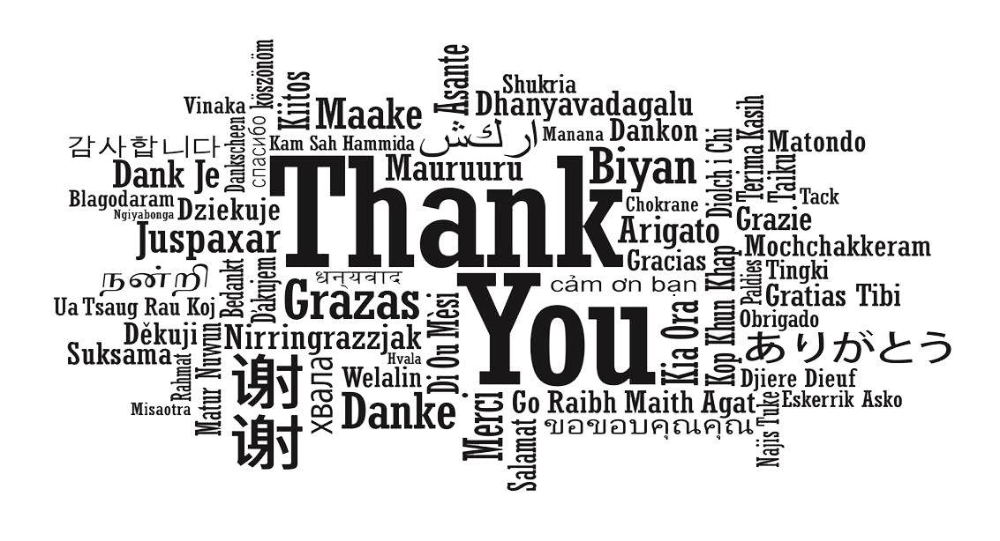 köszönöm
Kiitos
Asante
Shukria
Vinaka
Maake
Dhanyavadagalu
Terima Kasih
감사합니다
Dankscheen
спасибо
Kam Sah Hammida
Manana
Dankon
Diolch i Chi
Matondo
Dank Je
Mauruuru
Biyan
Taiku
Blagodaram
Ngiyabonga
Dziekuje
Thank
Chokrane
Tack
Grazie
Juspaxar
Arigato
Mochchakkeram
Gracias
நன்றி
Bedankt
D'akujem
धन्यवाद
You
cảm ơn bạn
Kop Khun Khap
Paldies
Tingki
Ua Tsaug Rau Koj
Grazas
Di Ou Mèsi
Kia Ora
Gratias Tibi
Obrigado
Děkuji
Nirringrazzjak
ありがとう
Suksama
Rahmat
Matur Nuwun
谢谢
хвала
Hvala
Welalin
Djiere Dieuf
Misaotra
Danke
Merci
Go Raibh Maith Agat
Eskerrik Asko
Salamat
ขอขอบคุณคุณ
Najis Tuke